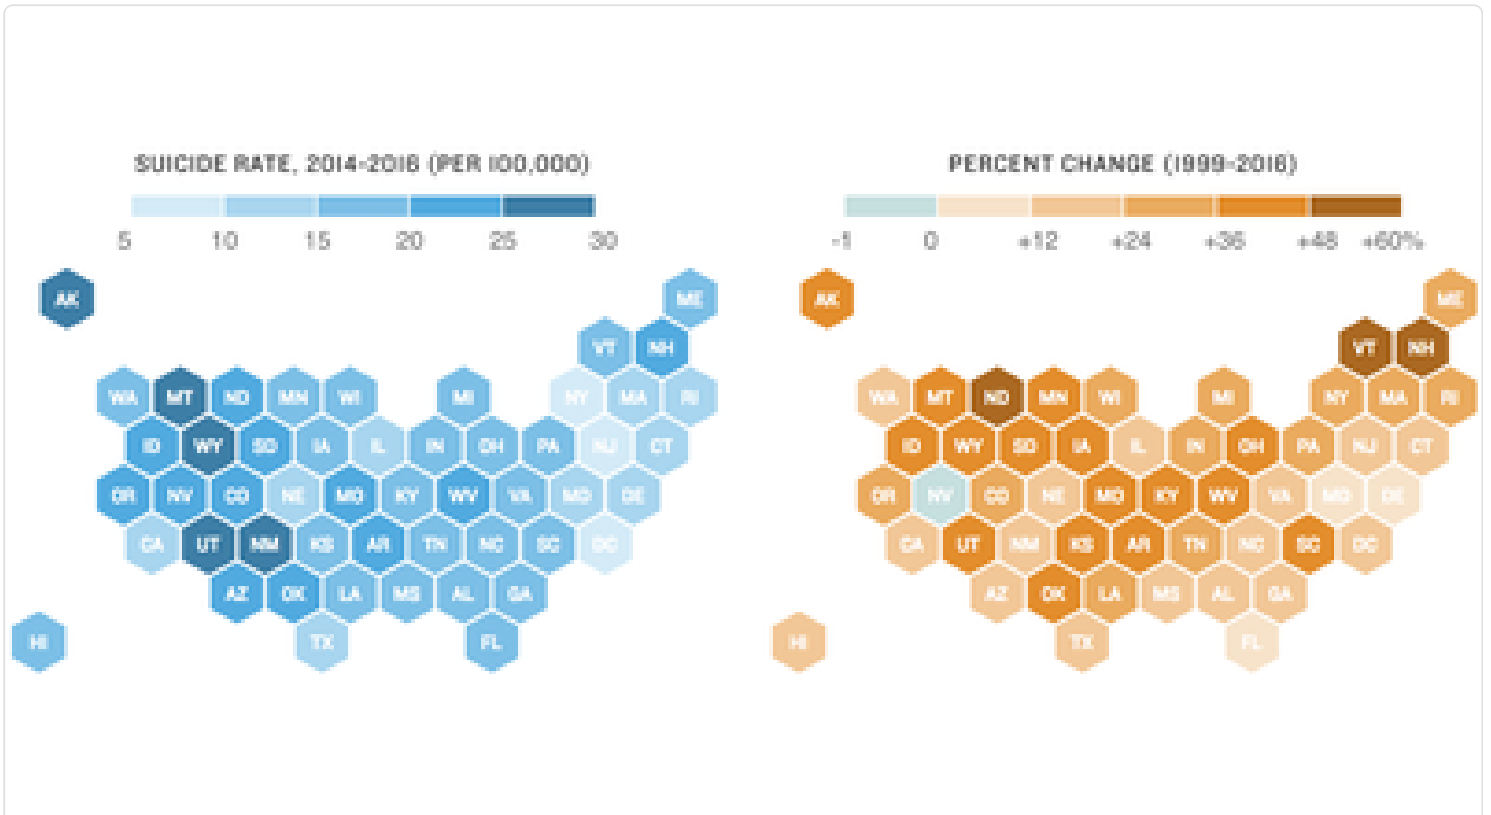 SUICIDE RATE, 2014-2016 (PER 100,000)
5 10 15 20 25 30
AK
ME
VT NH
WA MT ND MN WI MI NY MA RI
ID WY SD IA IL IN OH PA NJ CT
OR NV CO NE MO KY WV VA MD DE
CA UT NM KS AR TN NC SC DC
AZ OK LA MS AL GA
HI TX FL
PERCENT CHANGE (1999-2016)
-1 0 +12 +24 +36 +48 +60%
AK
ME
VT NH
WA MT ND MN WI MI NY MA RI
ID WY SD IA IL IN OH PA NJ CT
OR NV CO NE MO KY WV VA MD DE
CA UT NM KS AR TN NC SC DC
AZ OK LA MS AL GA
HI TX FL